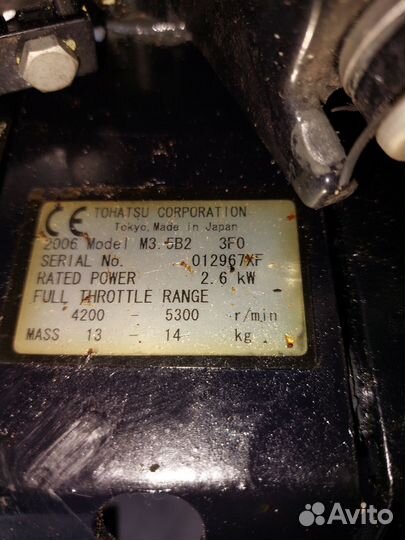 CE TOHATSU CORPORATION
Tokyo, Made in Japan
2006 Model M3.5B2 3F0
SERIAL No. 012967XF
RATED POWER 2.6 kW
FULL THROTTLE RANGE
4200 - 5300 r/min
MASS 13 - 14 kg
Avito